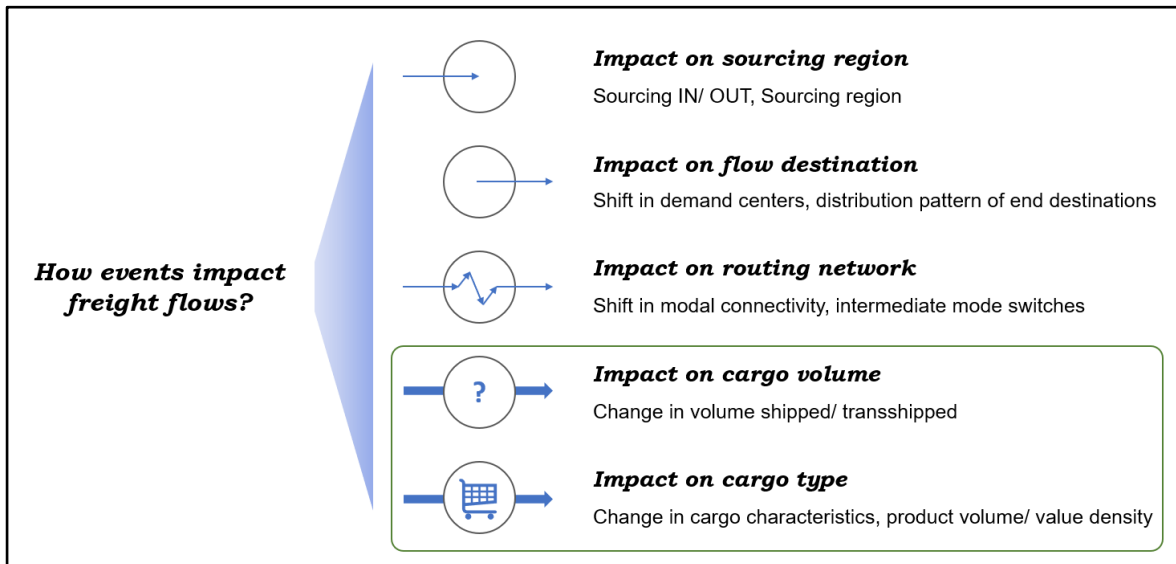 How events impact
freight flows?
Impact on sourcing region
Sourcing IN/ OUT, Sourcing region
Impact on flow destination
Shift in demand centers, distribution pattern of end destinations
Impact on routing network
Shift in modal connectivity, intermediate mode switches
?
Impact on cargo volume
Change in volume shipped/ transshipped
Impact on cargo type
Change in cargo characteristics, product volume/ value density